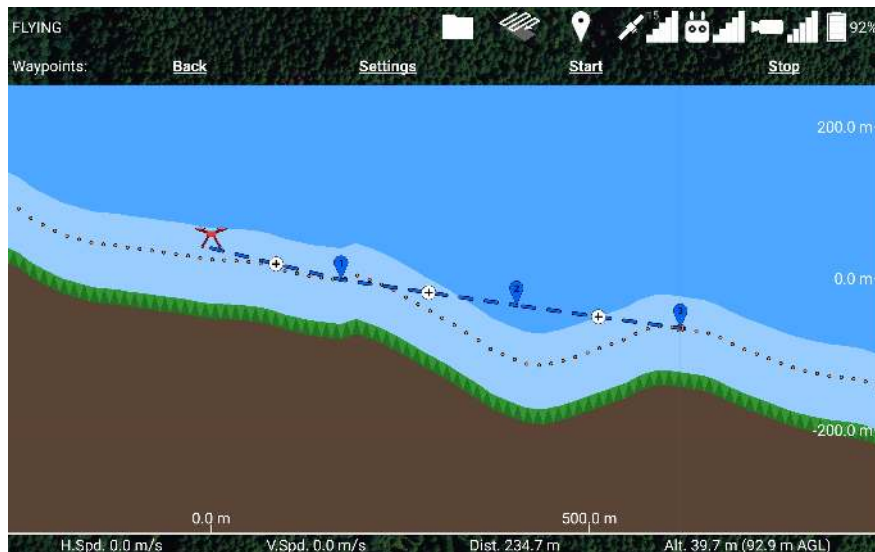 FLYING 15 92%
Waypoints: Back Settings Start Stop
200.0 m
1
0.0 m
2
3
-200.0 m
0.0 m 500.0 m
H.Spd. 0.0 m/s V.Spd. 0.0 m/s Dist. 234.7 m Alt. 39.7 m (92.9 m AGL)